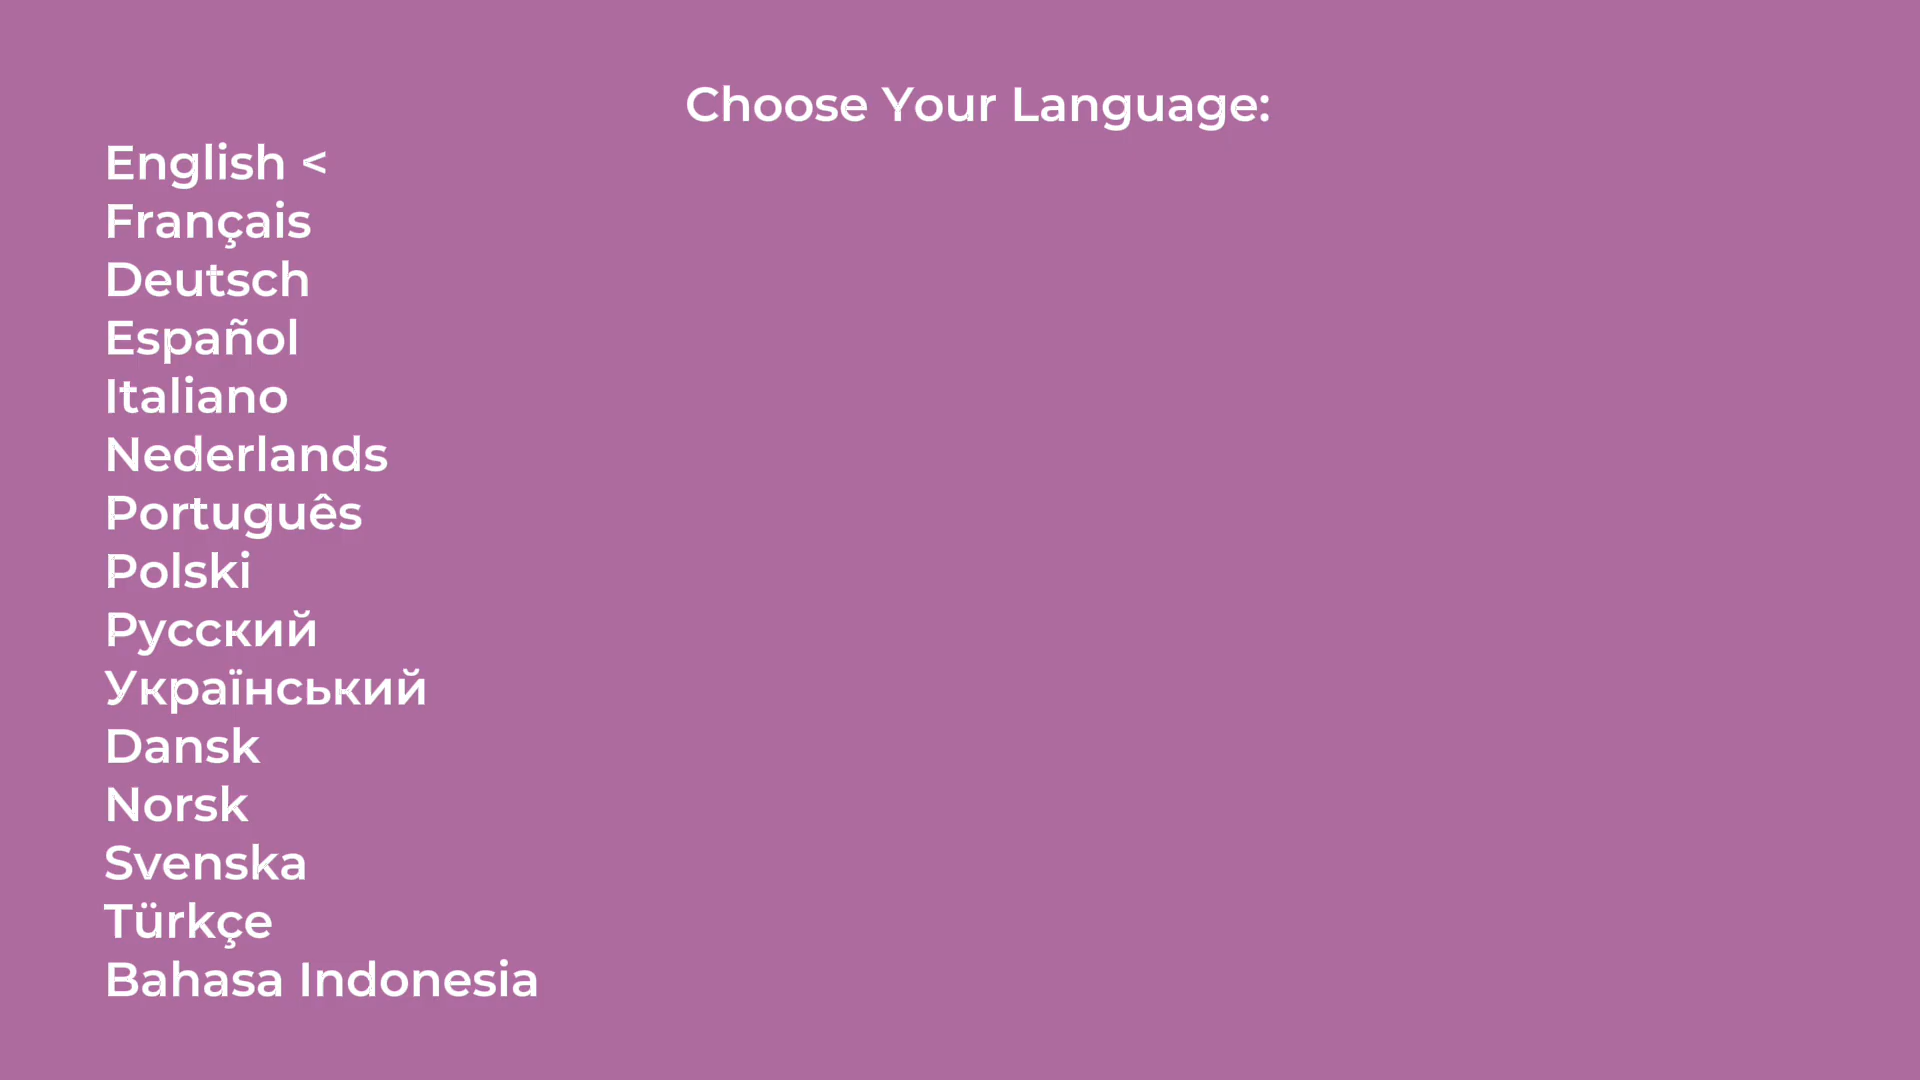 Choose Your Language:
English <
Français
Deutsch
Español
Italiano
Nederlands
Português
Polski
Русский
Український
Dansk
Norsk
Svenska
Türkçe
Bahasa Indonesia